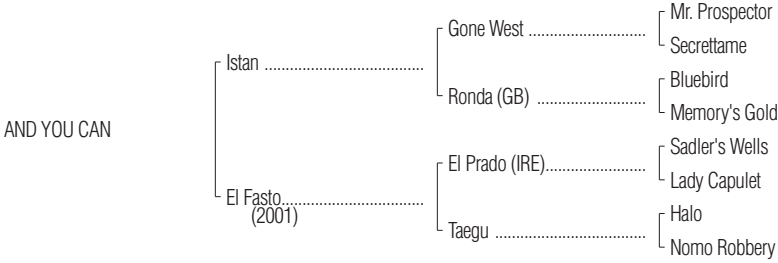 Mr. Prospector
Gone West ............................
Secrettame
Istan ......................................
Bluebird
Ronda (GB) ..........................
Memory's Gold
AND YOU CAN
Sadler's Wells
El Prado (IRE)........................
Lady Capulet
El Fasto..................................
(2001)
Halo
Taegu ....................................
Nomo Robbery